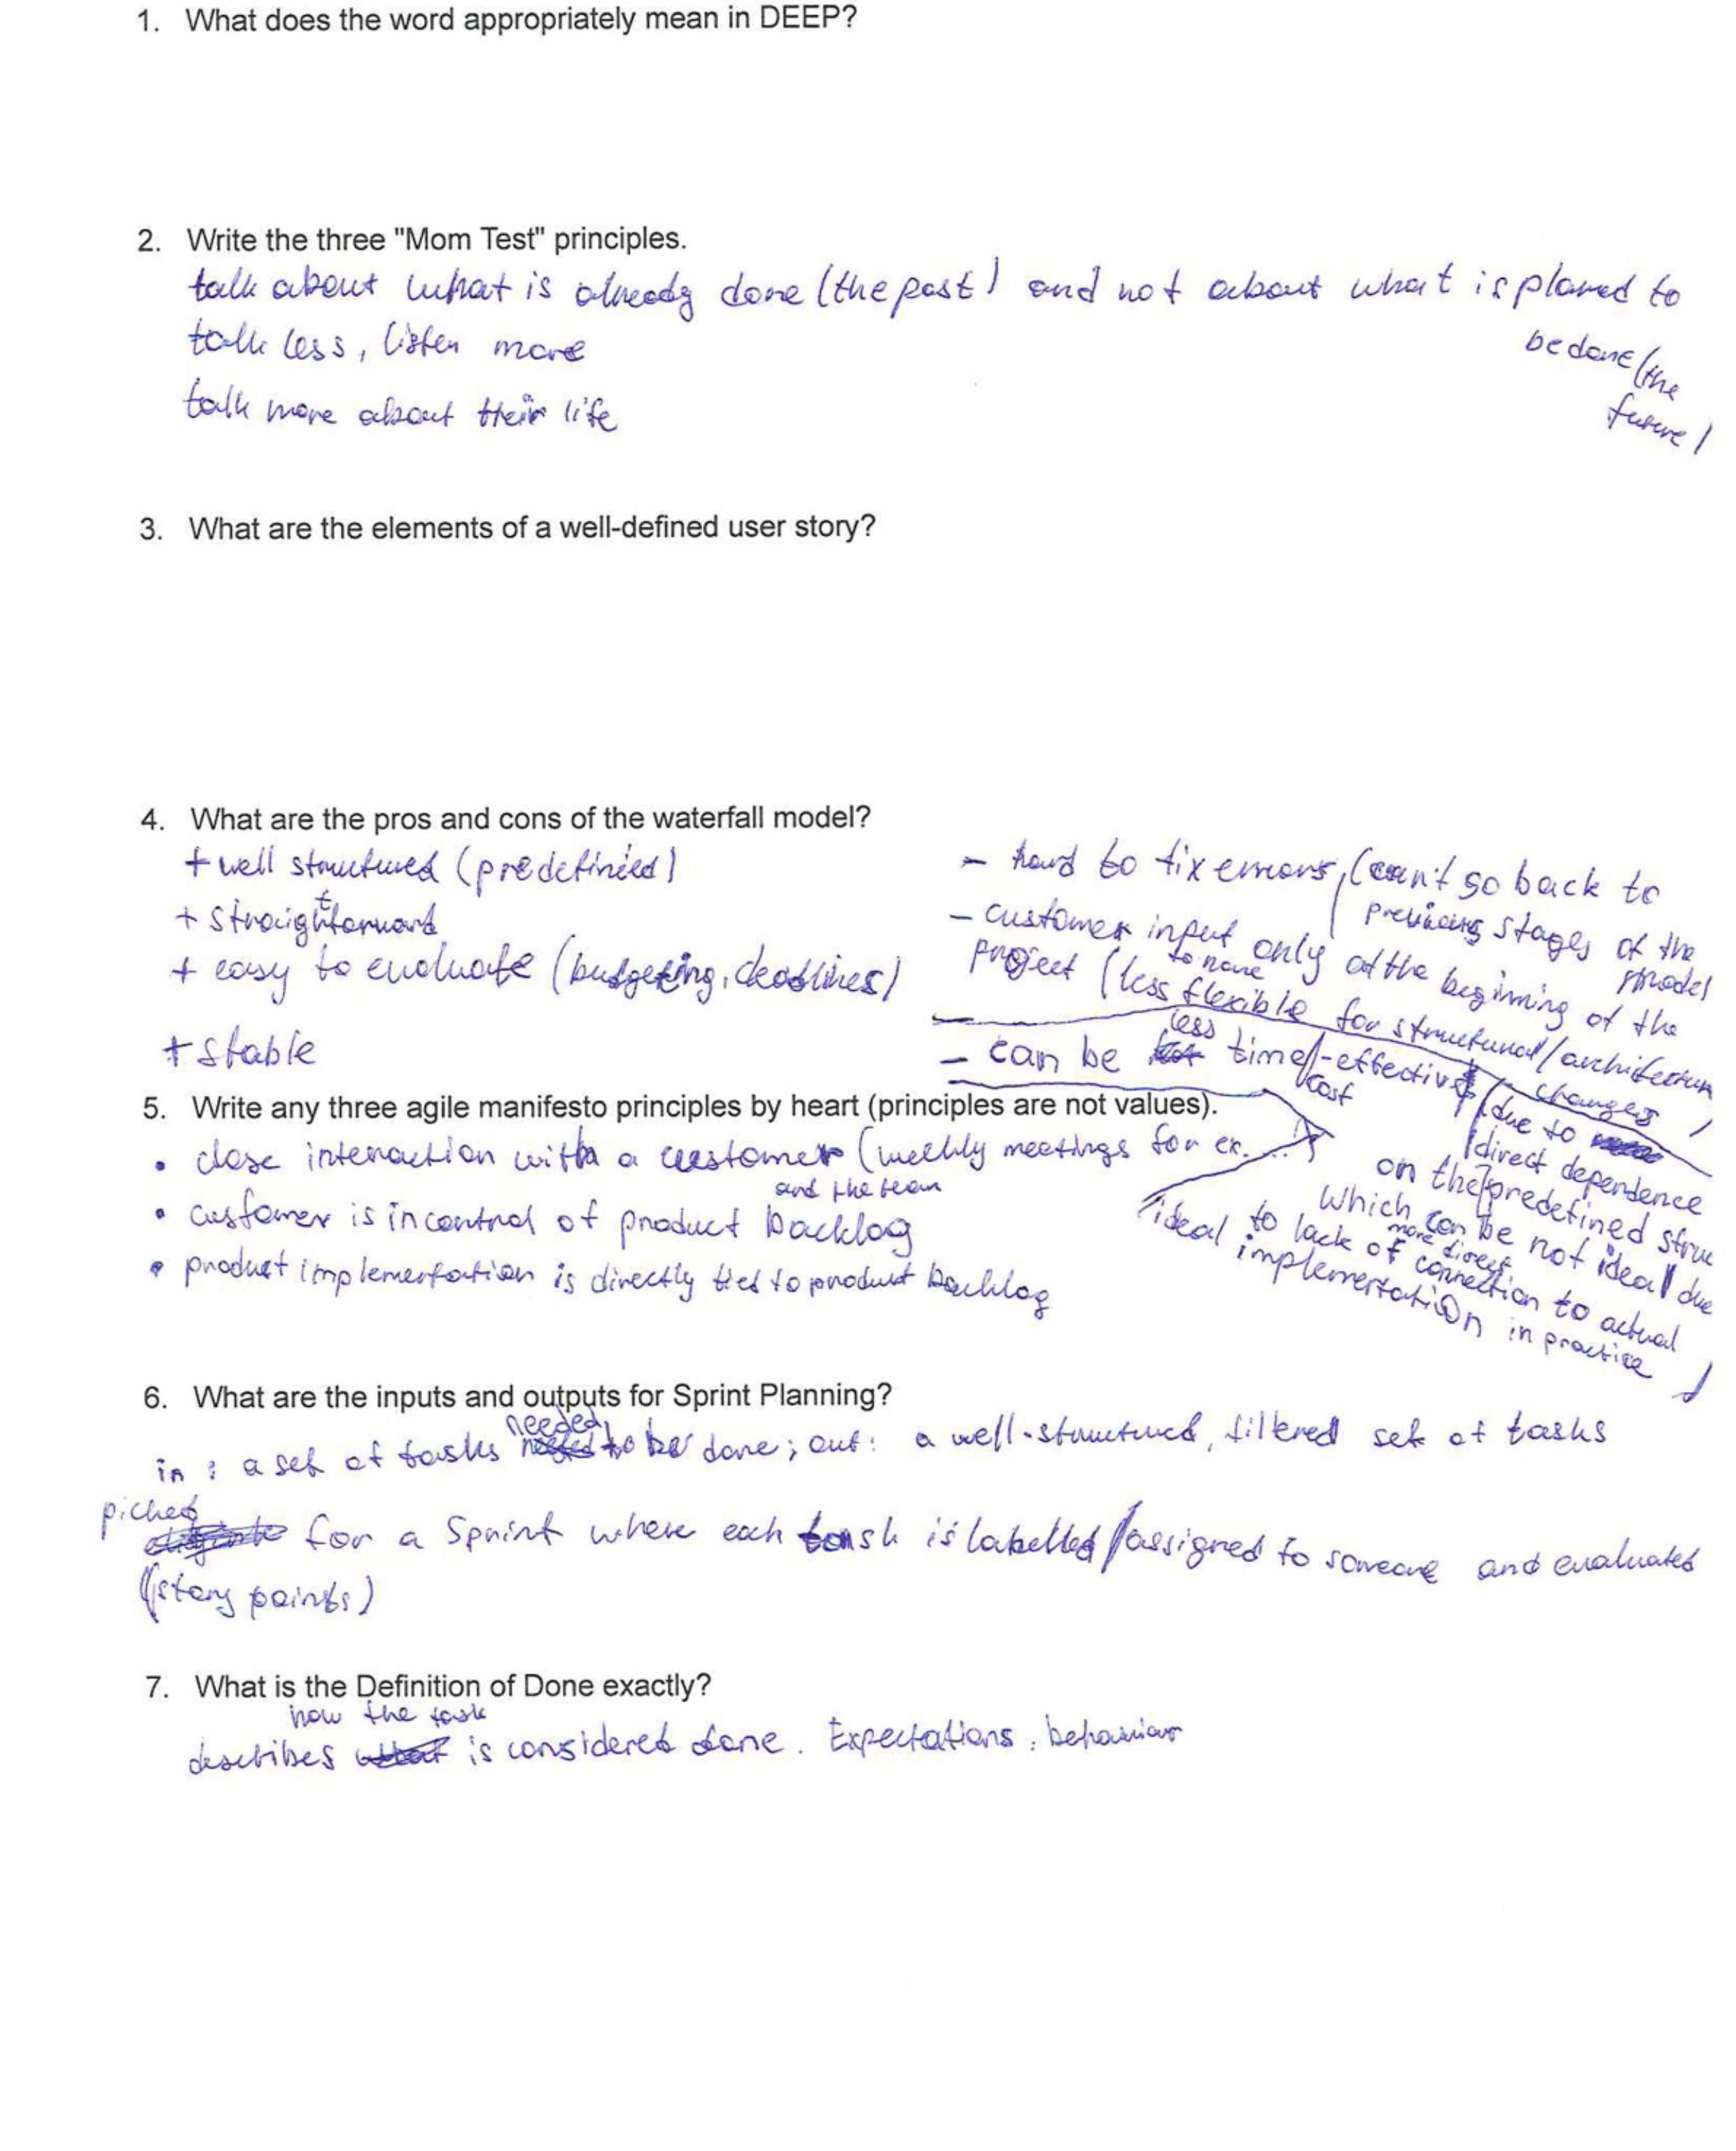 1. What does the word appropriately mean in DEEP?
2. Write the three "Mom Test" principles.
talk about what is already done (the past) and not about what is planed to
be done (the
future)
talk less, listen more
talk more about their life
3. What are the elements of a well-defined user story?
4. What are the pros and cons of the waterfall model?
+ well structured (predefinied)
+ straightforward
+ easy to evaluate (budgeting, deadlines)
+ stable
- hard to fix errors, (can't go back to
previous stages of the
model
- customer input only at the beginning of the
project (less to none flexible for structural/architecture
changes)
- can be less time/cost-effective (due to
direct dependence
on the predefined struc
which can be not ideal due
ideal to lack of more direct connection to actual
implementation in practice)
5. Write any three agile manifesto principles by heart (principles are not values).
• close interaction with a customer (weekly meetings for ex. ...)
• customer is in control of product backlog
and the team
• product implementation is directly tied to product backlog
6. What are the inputs and outputs for Sprint Planning?
in : a set of tasks needed to be done; out: a well-structured, filtered set of tasks
picked for a Sprint where each task is labelled/assigned to someone and evaluated
(story points)
7. What is the Definition of Done exactly?
describes how the task is considered done. Expectations, behaviour